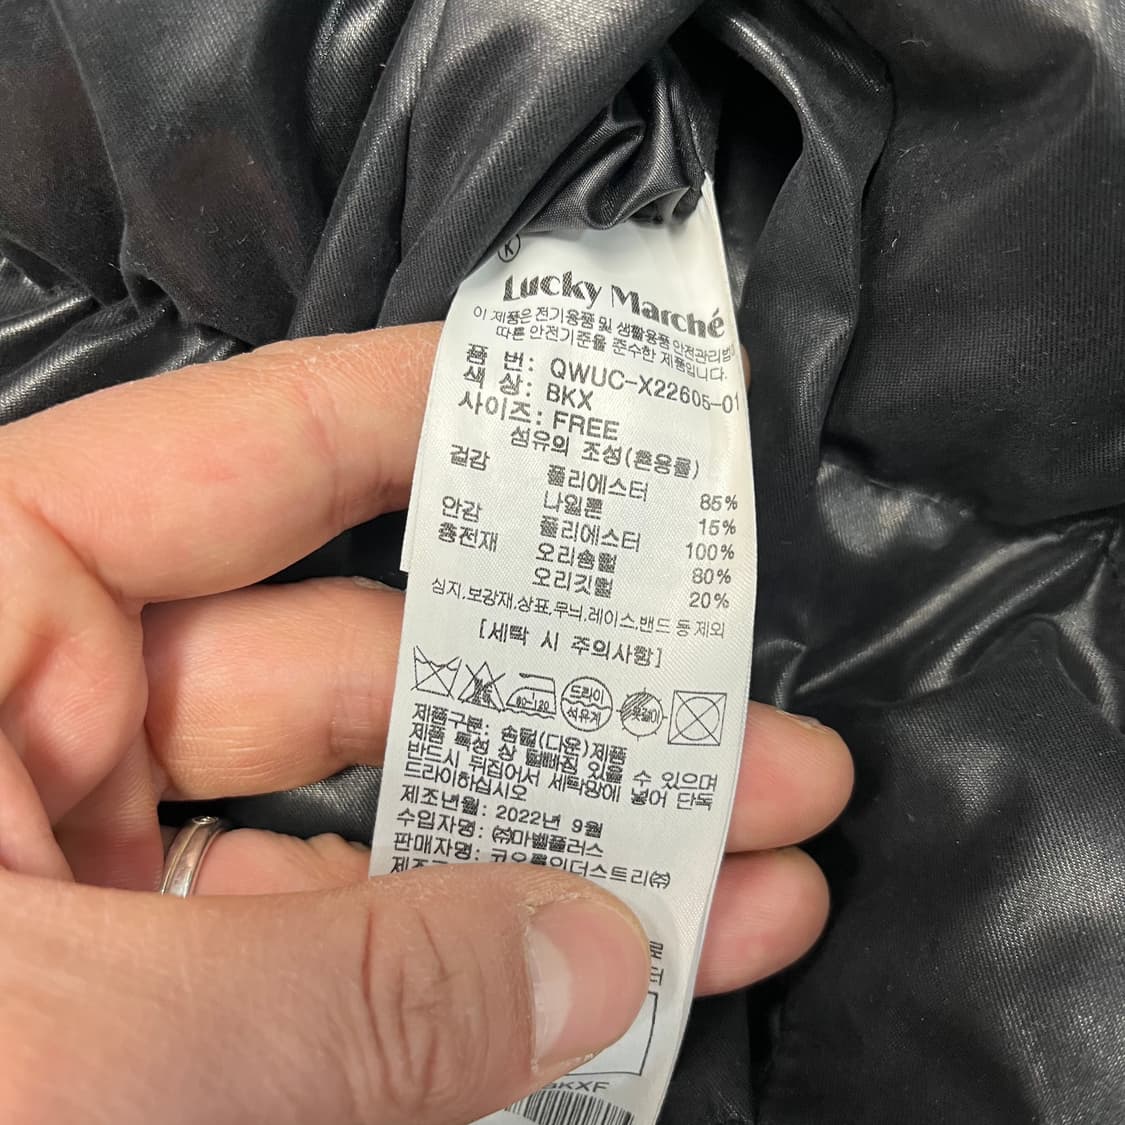 K
Lucky Marché
이 제품은 전기용품 및 생활용품 안전관리법에
따른 안전기준을 준수한 제품입니다.
품 번: QWUC-X22605-01
색 상: BKX
사이즈: FREE
섬유의 조성(혼용률)
겉감 폴리에스터 85%
나일론 15%
안감 폴리에스터 100%
충전재 오리솜털 80%
오리깃털 20%
심지,보강재,상표,무늬,레이스,밴드 등 제외
[세탁 시 주의사항]
80~120 드라이 석유계 옷걸이
제품구분: 솜털(다운)제품
제품 특성 상 털빠짐 있을 수 있으며
반드시 뒤집어서 세탁망에 넣어 단독
드라이하십시오
제조년월: 2022년 9월
수입자명: ㈜마벨플러스
판매자명: 코오롱인더스트리㈜
제조
로
터
BKXF